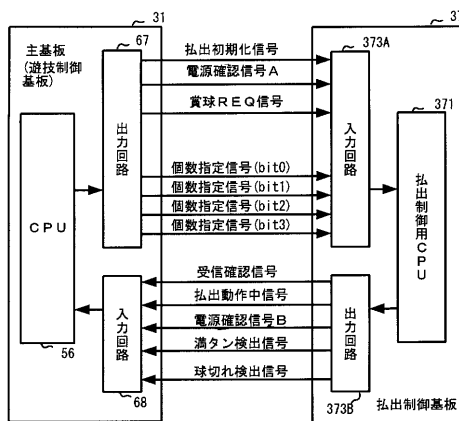 31
37
主基板
(遊技制御
基板)
67
払出初期化信号
373A
電源確認信号A
賞球REQ信号
371
出力回路
入力回路
個数指定信号(bit0)
個数指定信号(bit1)
個数指定信号(bit2)
個数指定信号(bit3)
CPU
払出制御用CPU
受信確認信号
払出動作中信号
電源確認信号B
満タン検出信号
球切れ検出信号
入力回路
出力回路
56
68
373B
払出制御基板